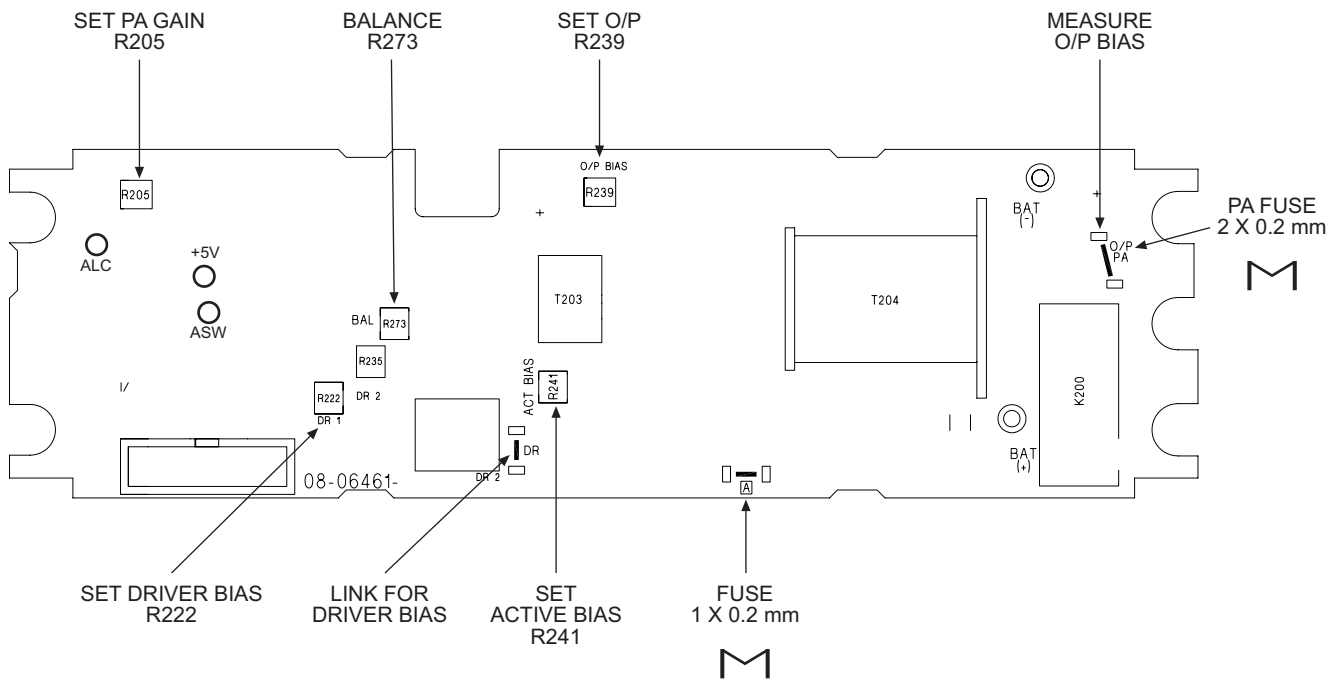 SET PA GAIN
R205
BALANCE
R273
SET O/P
R239
MEASURE
O/P BIAS
O/P BIAS
R205
R239
+
+
BAT
(-)
PA FUSE
2 X 0.2 mm
O/P
PA
ALC
+5V
ASW
T203
T204
BAL
R273
R235
DR 2
I/
R222
DR 1
ACT BIAS
R241
K200
DR
DR 2
BAT
(+)
08-06461-
A
SET DRIVER BIAS
R222
LINK FOR
DRIVER BIAS
SET
ACTIVE BIAS
R241
FUSE
1 X 0.2 mm